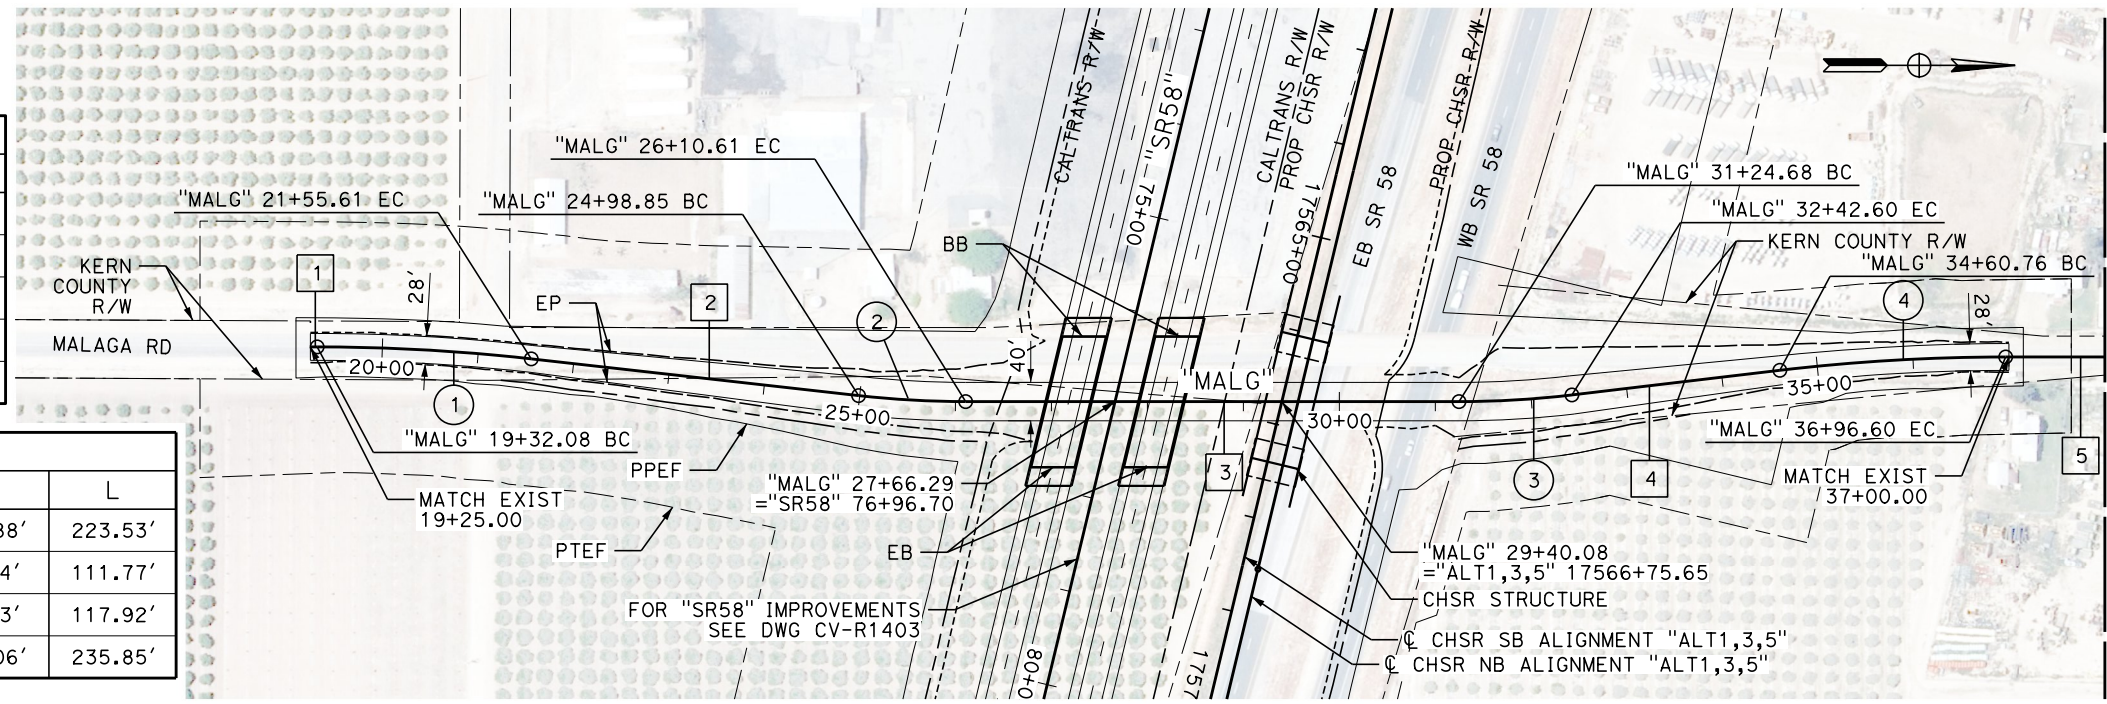 "MALG" 26+10.61 EC
"MALG" 21+55.61 EC
"MALG" 24+98.85 BC
KERN
COUNTY
R/W
MALAGA RD
1
28'
EP
2
2
BB
20+00
1
25+00
"MALG" 19+32.08 BC
MATCH EXIST
19+25.00
PPEF
PTEF
"MALG" 27+66.29
="SR58" 76+96.70
EB
FOR "SR58" IMPROVEMENTS
SEE DWG CV-R1403
40'
CALTRANS R/W
"SR58"
75+00
80+0
CALTRANS R/W
PROP CHSR R/W
17565+00
1757
EB SR 58
PROP CHSR R/W
WB SR 58
"MALG"
3
30+00
"MALG" 31+24.68 BC
"MALG" 32+42.60 EC
KERN COUNTY R/W
"MALG" 34+60.76 BC
4
28'
35+00
"MALG" 36+96.60 EC
MATCH EXIST
37+00.00
3
4
5
"MALG" 29+40.08
="ALT1,3,5" 17566+75.65
CHSR STRUCTURE
℄ CHSR SB ALIGNMENT "ALT1,3,5"
℄ CHSR NB ALIGNMENT "ALT1,3,5"
L
38' 223.53'
4' 111.77'
3' 117.92'
06' 235.85'